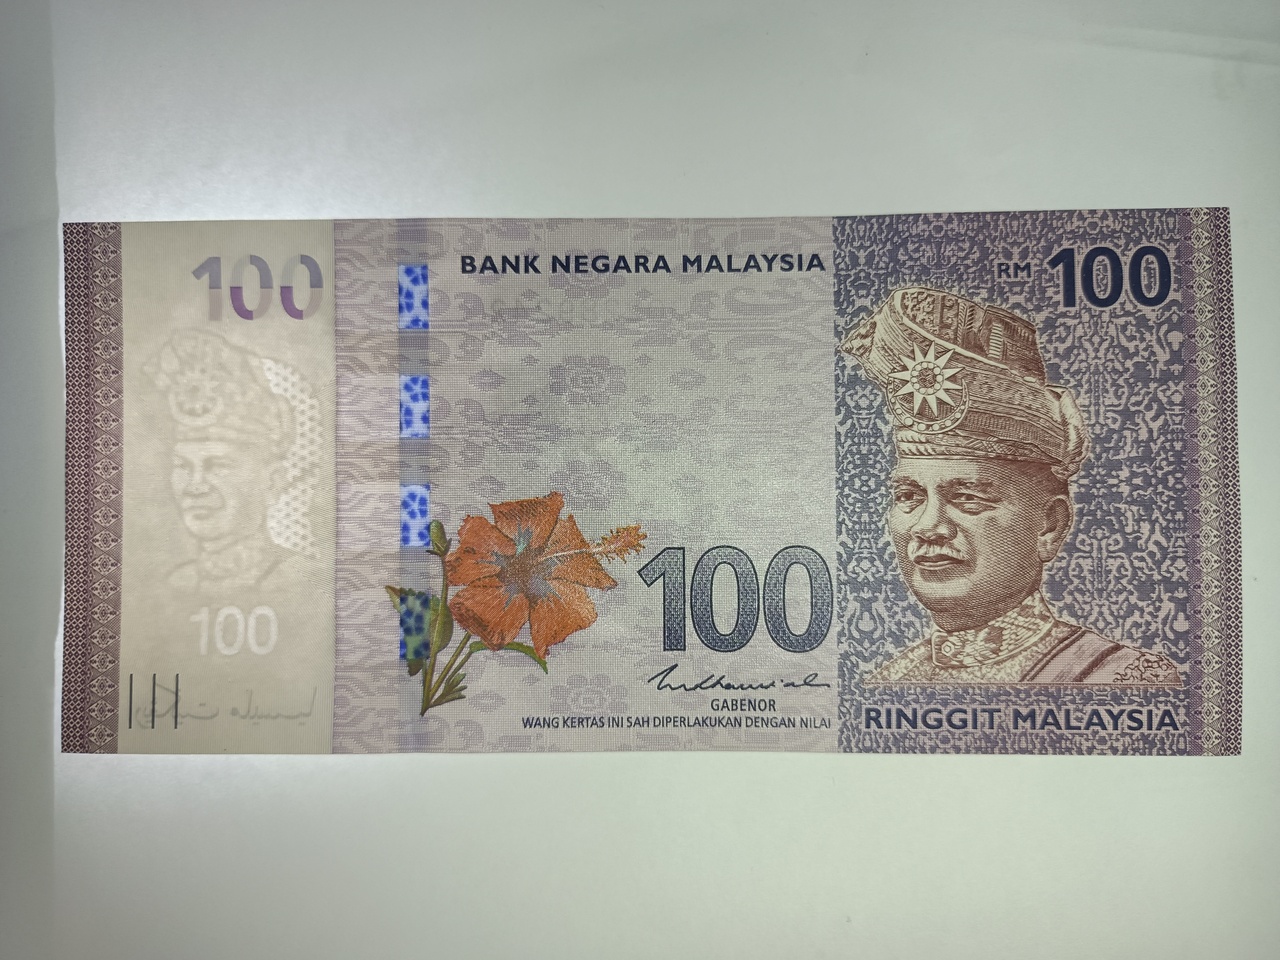 100
BANK NEGARA MALAYSIA
RM 100
100
100
GABENOR
WANG KERTAS INI SAH DIPERLAKUKAN DENGAN NILAI
RINGGIT MALAYSIA